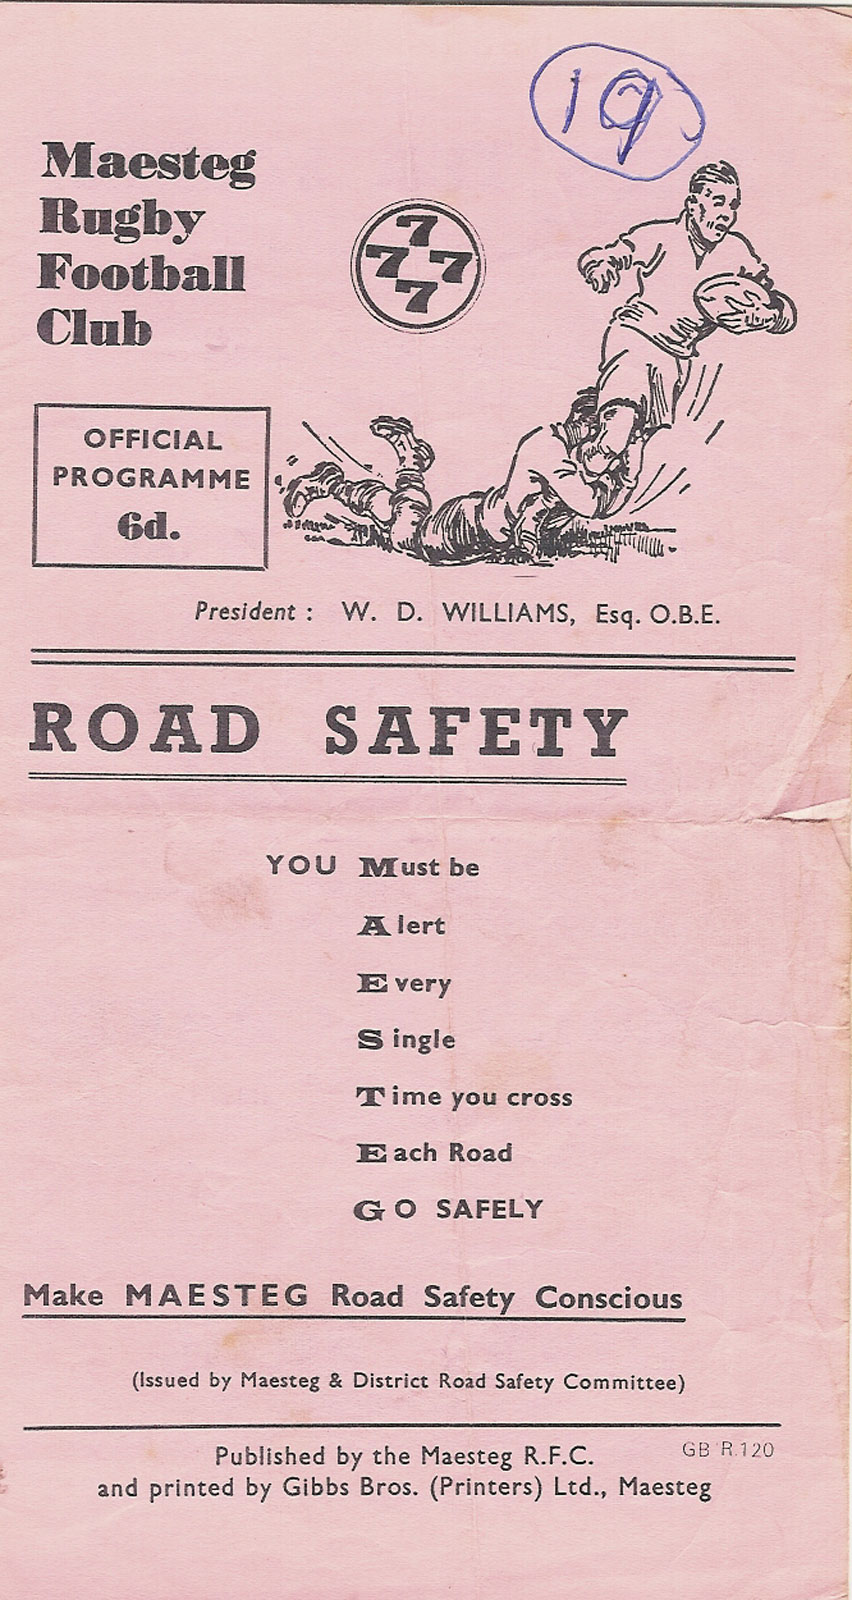 19
Maesteg
Rugby
Football
Club
7
7 7
7
OFFICIAL
PROGRAMME
6d.
President : W. D. WILLIAMS, Esq. O.B.E.
ROAD SAFETY
YOU Must be
Alert
Every
Single
Time you cross
Each Road
GO SAFELY
Make MAESTEG Road Safety Conscious
(Issued by Maesteg & District Road Safety Committee)
Published by the Maesteg R.F.C.
GB R.120
and printed by Gibbs Bros. (Printers) Ltd., Maesteg